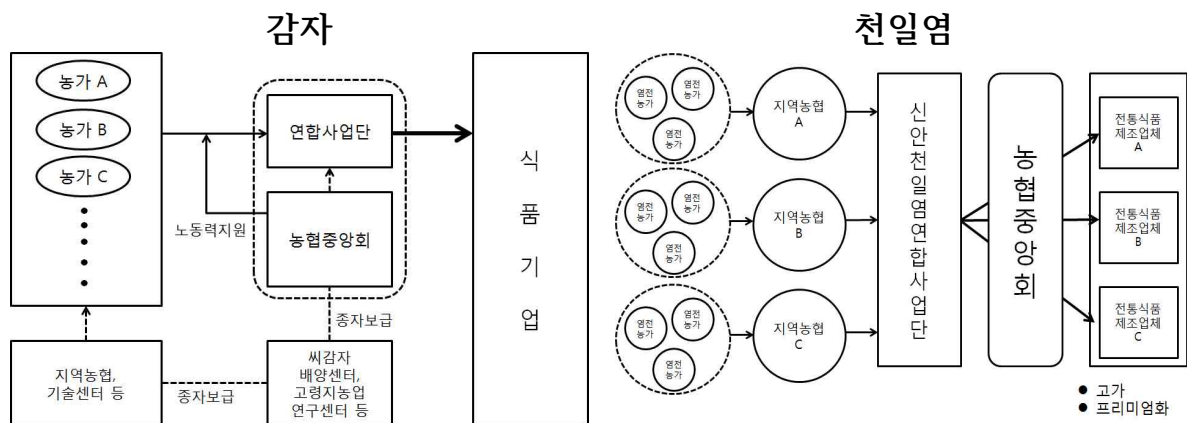 감자
농가 A
농가 B
농가 C
노동력지원
연합사업단
농협중앙회
종자보급
지역농협,
기술센터 등
종자보급
씨감자
배양센터,
고령지농업
연구센터 등
식품기업
천일염
염전
농가
염전
농가
염전
농가
지역농협
A
염전
농가
염전
농가
염전
농가
지역농협
B
염전
농가
염전
농가
염전
농가
지역농협
C
신안천일염연합사업단
농협중앙회
전통식품
제조업체
A
전통식품
제조업체
B
전통식품
제조업체
C
● 고가
● 프리미엄화